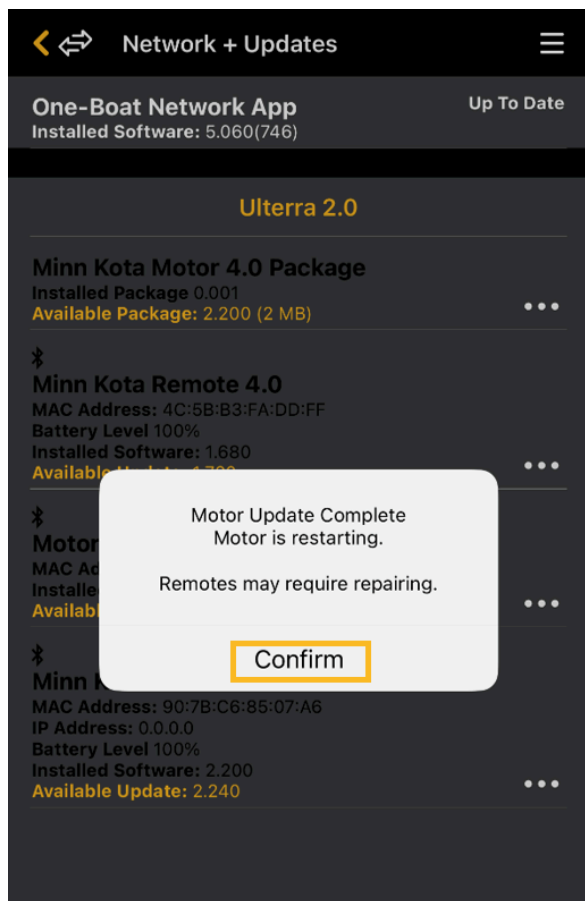 Network + Updates
One-Boat Network App
Up To Date
Installed Software: 5.060(746)
Ulterra 2.0
Minn Kota Motor 4.0 Package
Installed Package 0.001
Available Package: 2.200 (2 MB)
Minn Kota Remote 4.0
MAC Address: 4C:5B:B3:FA:DD:FF
Battery Level 100%
Installed Software: 1.680
Available
Motor Update Complete
Motor is restarting.
Remotes may require repairing.
Confirm
Motor
MAC
Minn
MAC Address: 90:7B:C6:85:07:A6
IP Address: 0.0.0.0
Battery Level 100%
Installed Software: 2.200
Available Update: 2.240